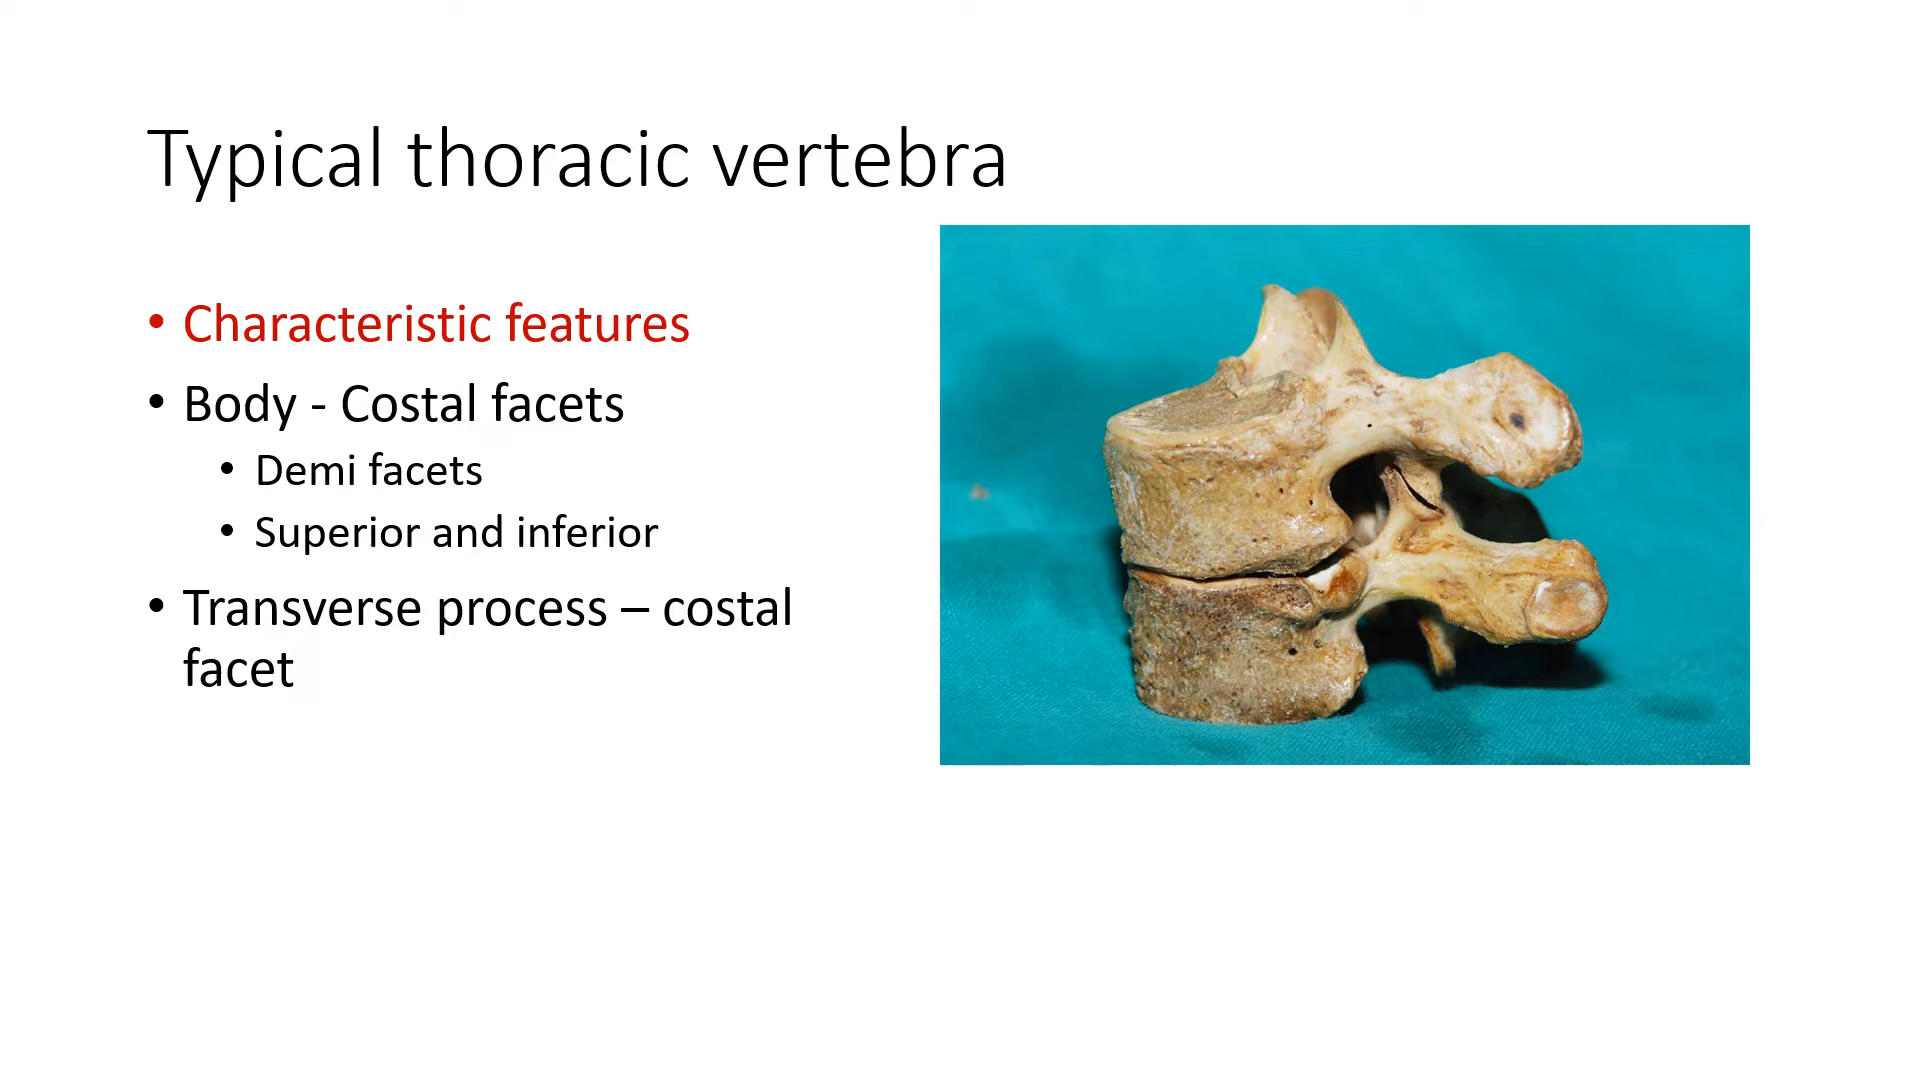 Typical thoracic vertebra
• Characteristic features
• Body - Costal facets
• Demi facets
• Superior and inferior
• Transverse process – costal
facet